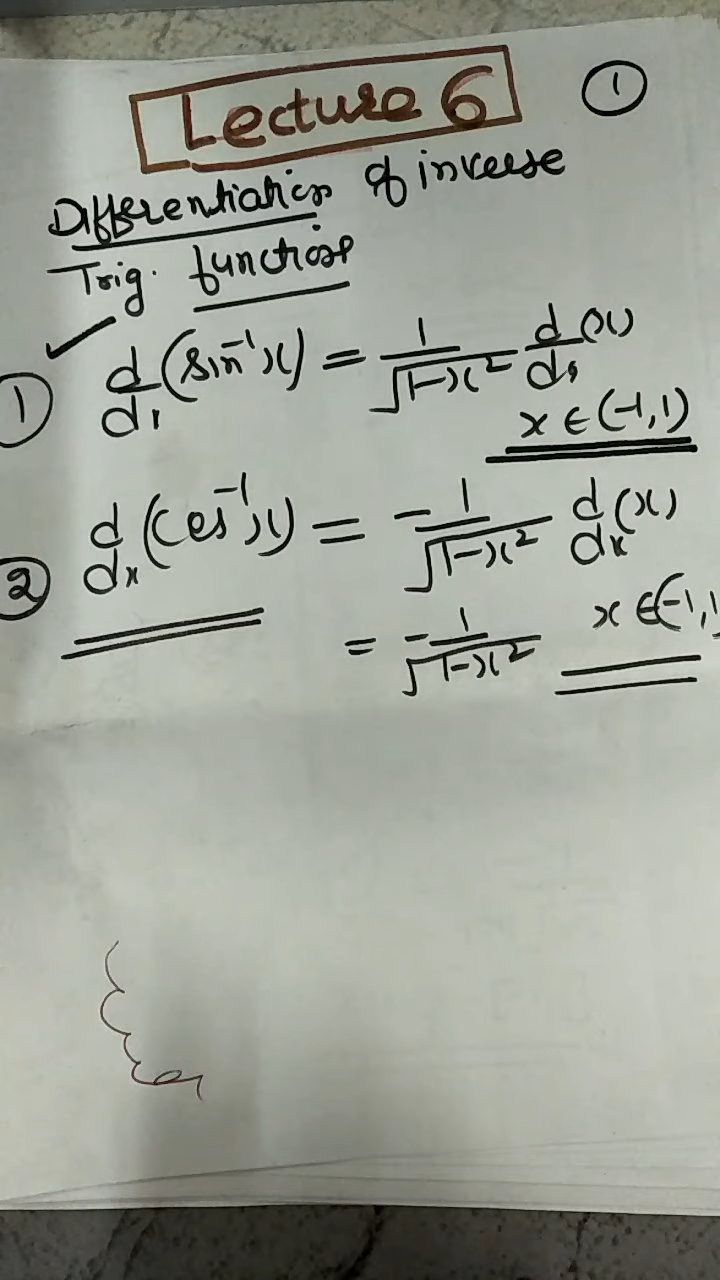 Lecture 6
①
Differentiation of inverse
Trig. functions
① d/dx (sin⁻¹x) = 1/√(1-x²) d/dx (x)
x ∈ (-1,1)
② d/dx (cos⁻¹x) = -1/√(1-x²) d/dx (x)
= -1/√(1-x²) x ∈ (-1,1